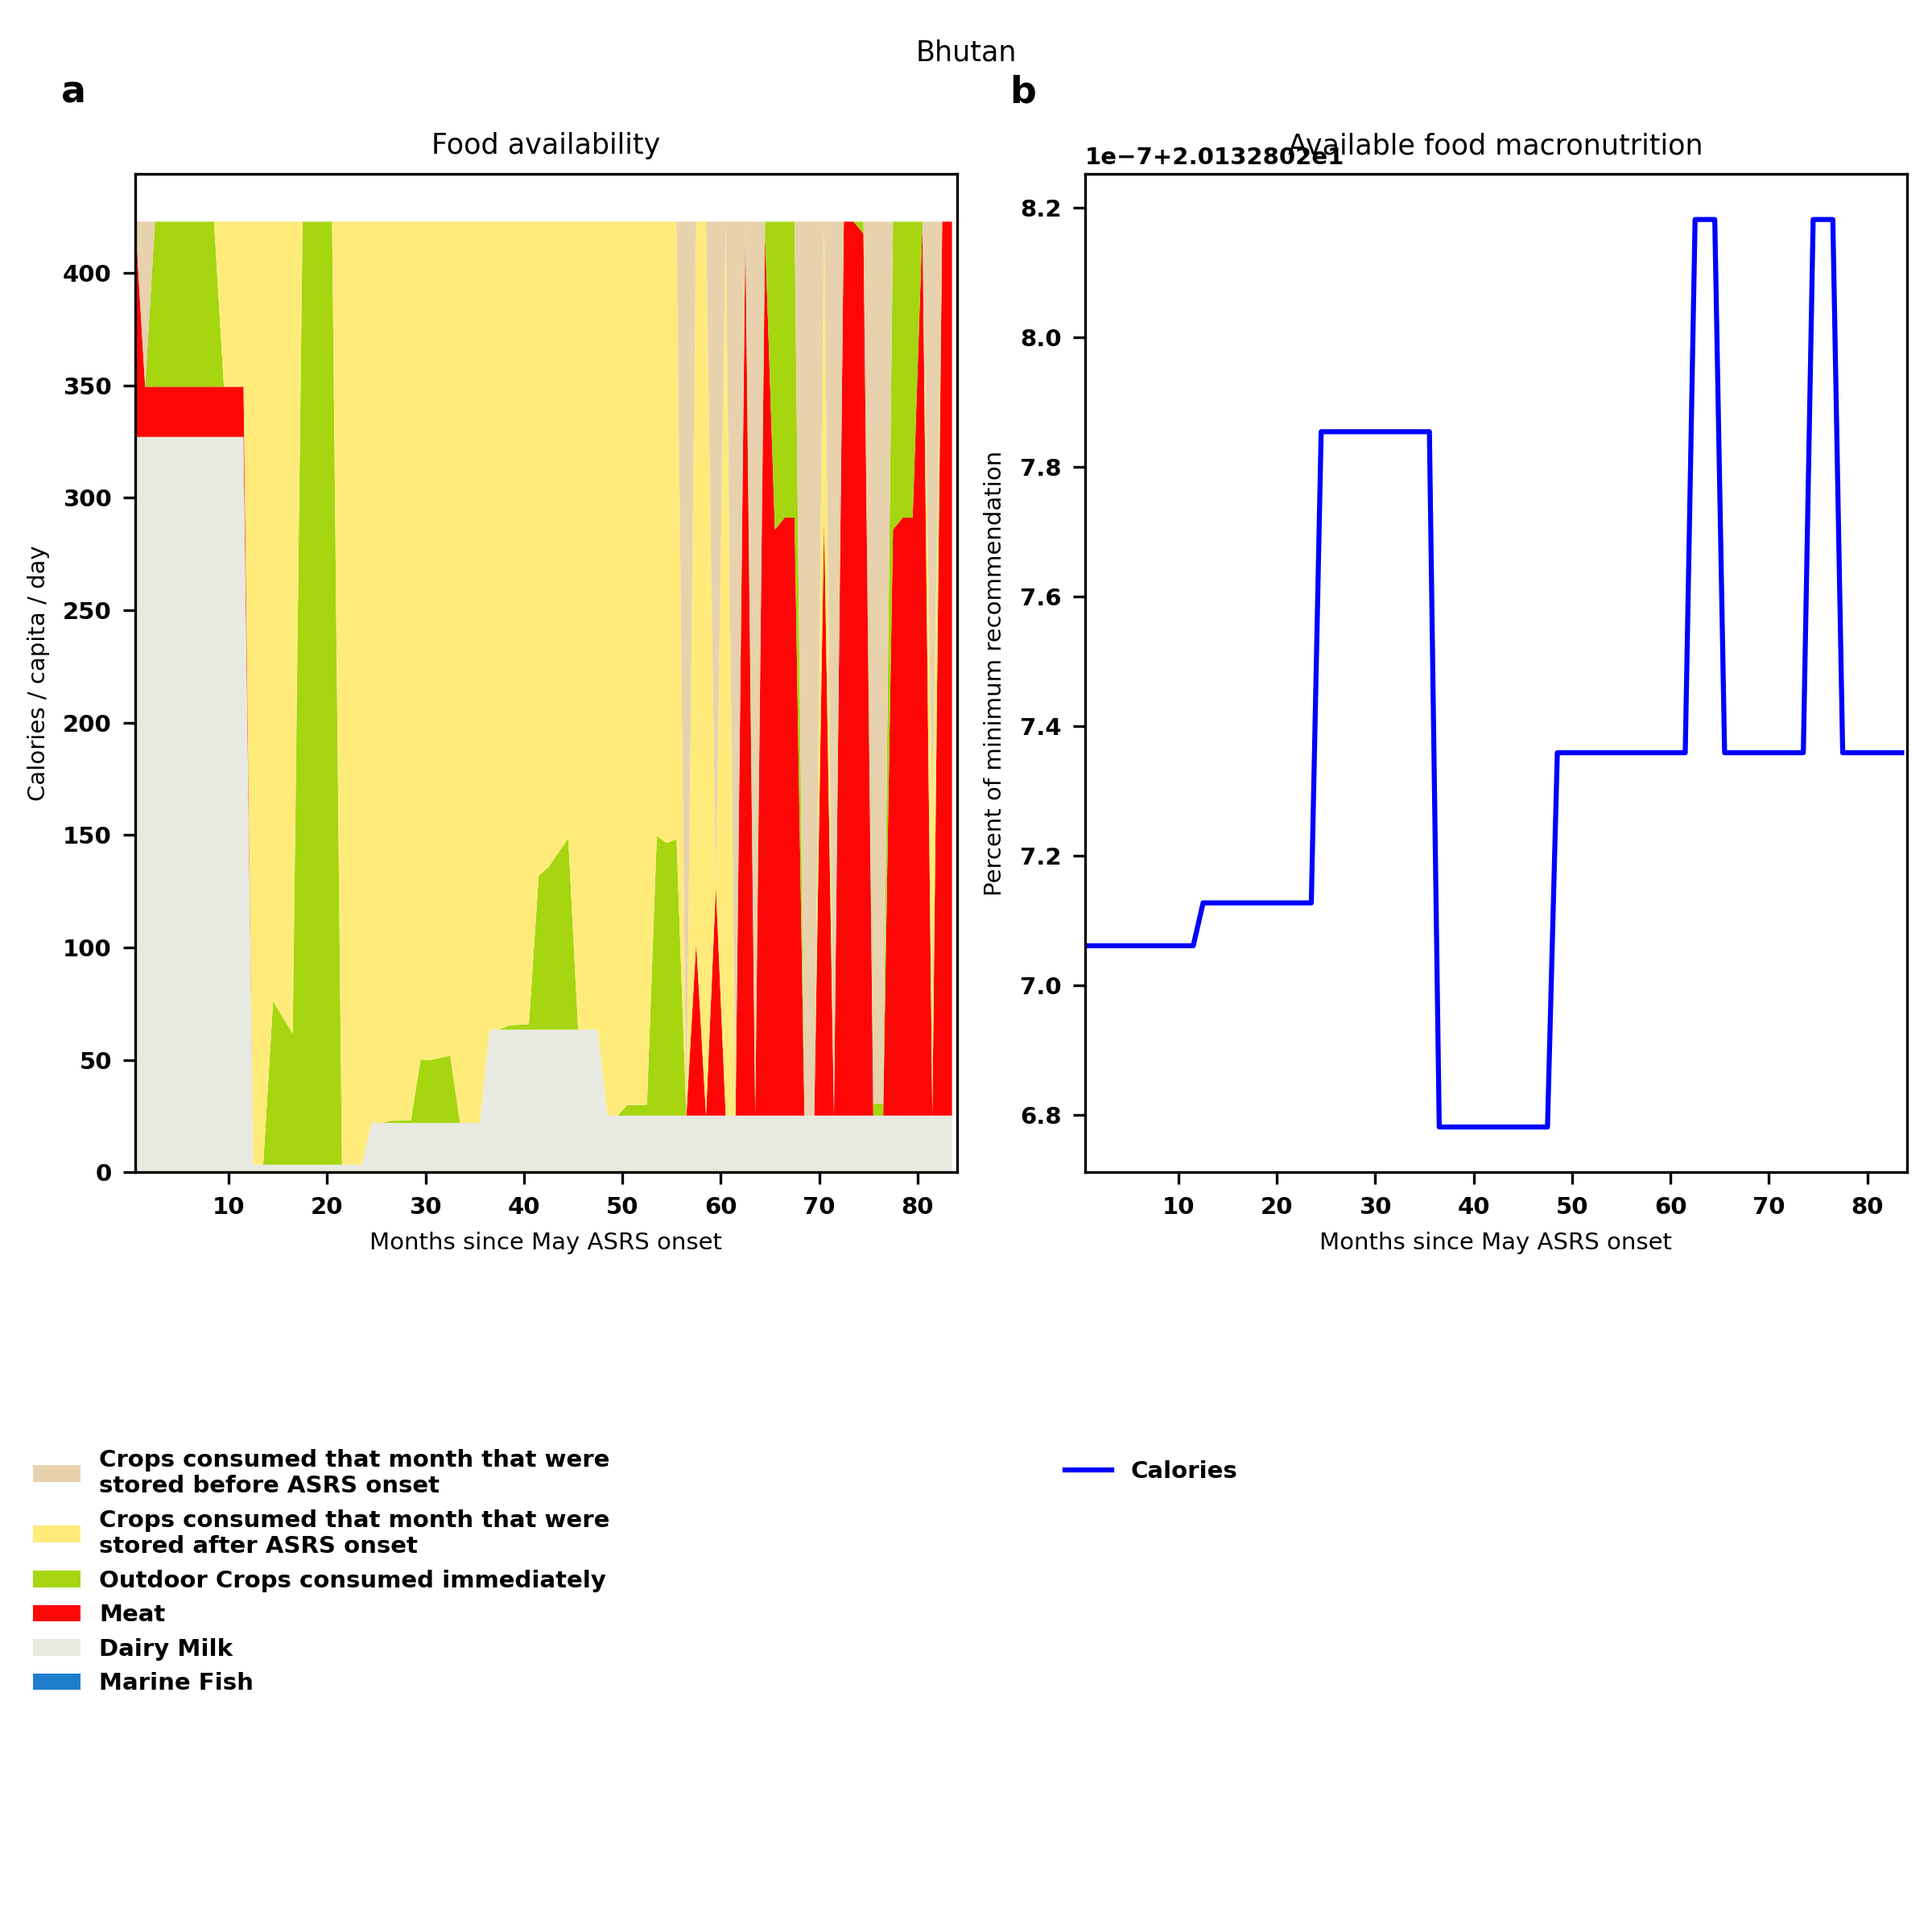 Bhutan
a
b
Food availability
Available food macronutrition
1e−7+2.0132802e1
400
350
300
250
200
150
100
50
0
Calories / capita / day
10 20 30 40 50 60 70 80
Months since May ASRS onset
8.2
8.0
7.8
7.6
7.4
7.2
7.0
6.8
Percent of minimum recommendation
10 20 30 40 50 60 70 80
Months since May ASRS onset
Crops consumed that month that were
stored before ASRS onset
Crops consumed that month that were
stored after ASRS onset
Outdoor Crops consumed immediately
Meat
Dairy Milk
Marine Fish
Calories